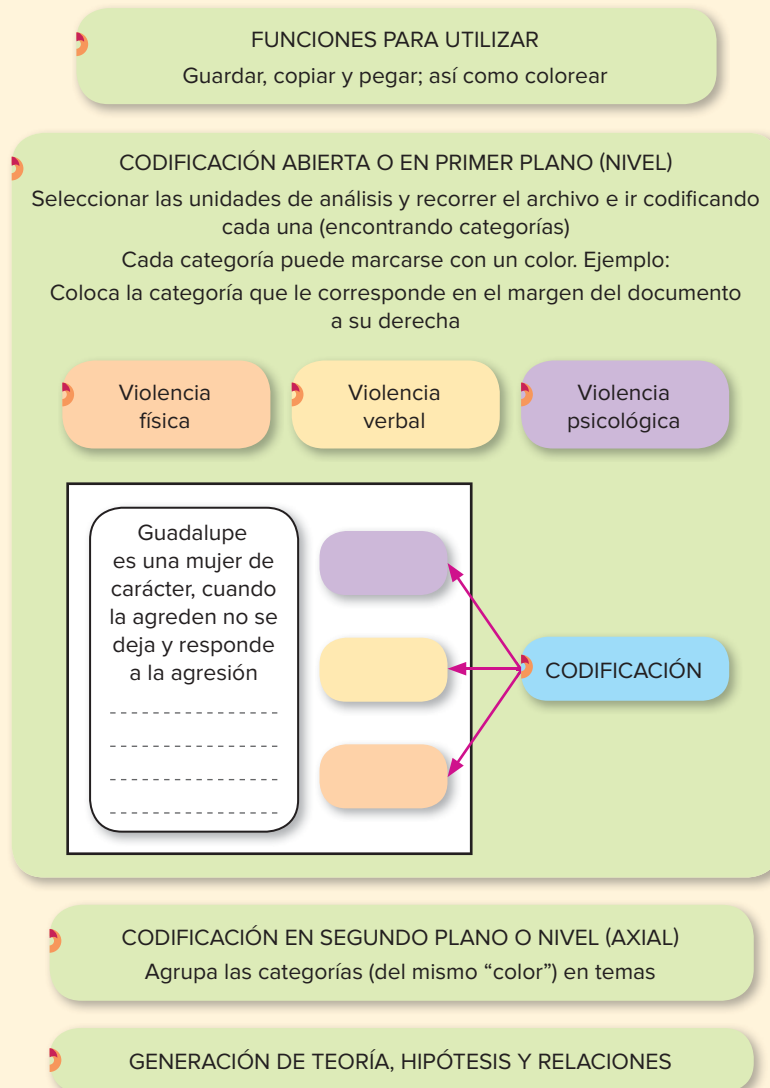 FUNCIONES PARA UTILIZAR
Guardar, copiar y pegar; así como colorear
CODIFICACIÓN ABIERTA O EN PRIMER PLANO (NIVEL)
Seleccionar las unidades de análisis y recorrer el archivo e ir codificando
cada una (encontrando categorías)
Cada categoría puede marcarse con un color. Ejemplo:
Coloca la categoría que le corresponde en el margen del documento
a su derecha
Violencia
física
Violencia
verbal
Violencia
psicológica
Guadalupe
es una mujer de
carácter, cuando
la agreden no se
deja y responde
a la agresión
CODIFICACIÓN
CODIFICACIÓN EN SEGUNDO PLANO O NIVEL (AXIAL)
Agrupa las categorías (del mismo “color”) en temas
GENERACIÓN DE TEORÍA, HIPÓTESIS Y RELACIONES